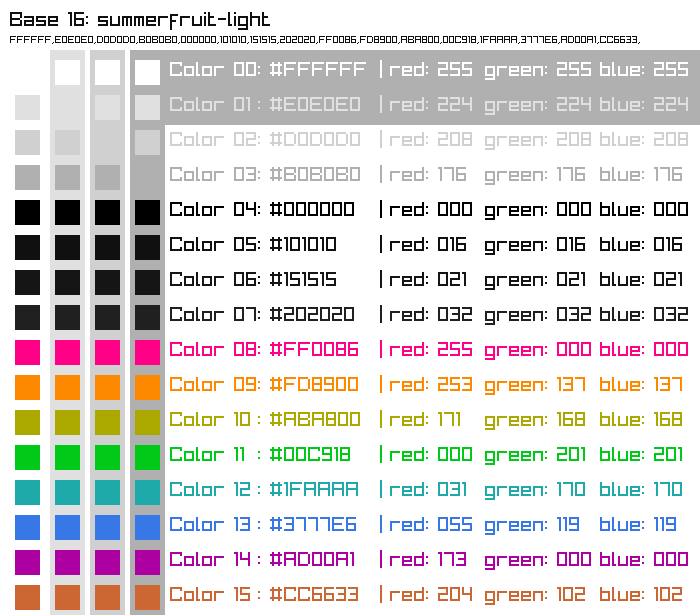 Base 16: summerfruit-light
FFFFFF,E0E0E0,D0D0D0,B0B0B0,000000,101010,151515,202020,FF0086,FD8900,ABA800,00C918,1FAAAA,3777E6,AD00A1,CC6633,
Color 00: #FFFFFF | red: 255 green: 255 blue: 255
Color 01 : #E0E0E0 | red: 224 green: 224 blue: 224
Color 02: #D0D0D0 | red: 208 green: 208 blue: 208
Color 03: #B0B0B0 | red: 176 green: 176 blue: 176
Color 04: #000000 | red: 000 green: 000 blue: 000
Color 05: #101010 | red: 016 green: 016 blue: 016
Color 06: #151515 | red: 021 green: 021 blue: 021
Color 07: #202020 | red: 032 green: 032 blue: 032
Color 08: #FF0086 | red: 255 green: 000 blue: 000
Color 09: #FD8900 | red: 253 green: 137 blue: 137
Color 10 : #ABA800 | red: 171 green: 168 blue: 168
Color 11 : #00C918 | red: 000 green: 201 blue: 201
Color 12 : #1FAAAA | red: 031 green: 170 blue: 170
Color 13 : #3777E6 | red: 055 green: 119 blue: 119
Color 14 : #AD00A1 | red: 173 green: 000 blue: 000
Color 15 : #CC6633 | red: 204 green: 102 blue: 102